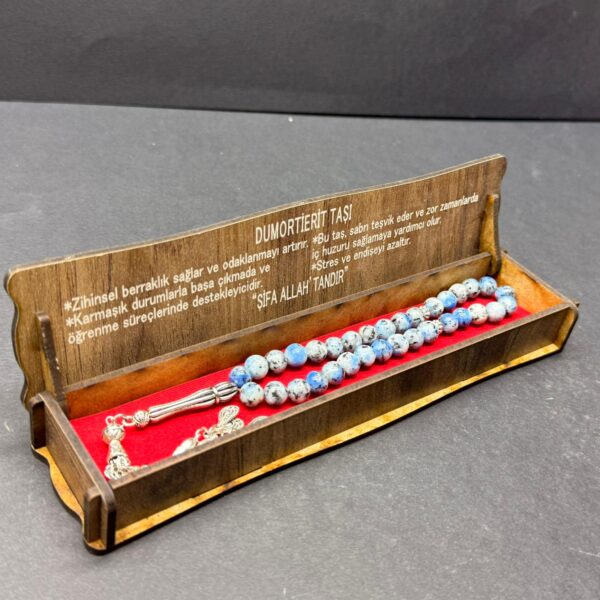 DUMORTİERİT TAŞI
*Zihinsel berraklık sağlar ve odaklanmayı artırır.
*Karmaşık durumlarla başa çıkmada ve
öğrenme süreçlerinde destekleyicidir.
*Bu taş, sabrı teşvik eder ve zor zamanlarda
iç huzuru sağlamaya yardımcı olur.
*Stres ve endişeyi azaltır.
"ŞİFA ALLAH'TANDIR"